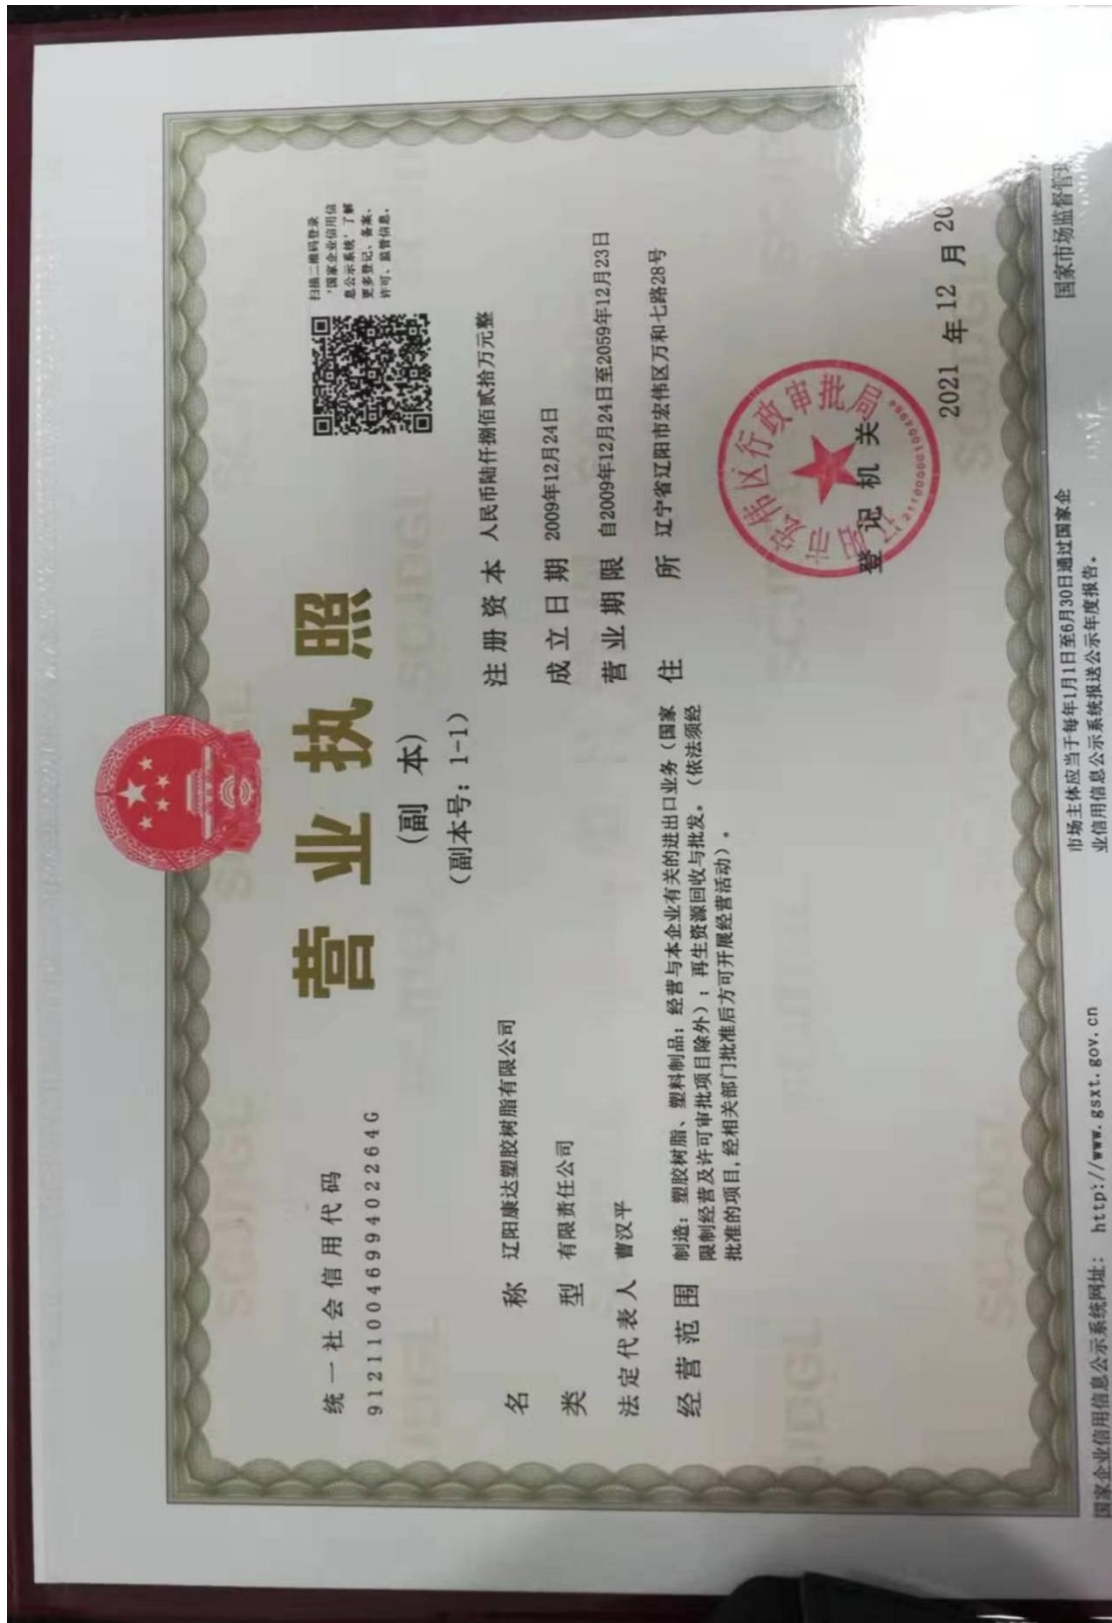 统一社会信用代码
91211004699402264G
营业执照
(副 本)
(副本号: 1-1)
扫描二维码登录
'国家企业信用信
息公示系统'了解
更多登记、备案、
许可、监管信息。
名 称 辽阳康达塑胶树脂有限公司
类 型 有限责任公司
法定代表人 曹汉平
经营范围 制造: 塑胶树脂、塑料制品; 经营与本企业有关的进出口业务 (国家
限制经营及许可审批项目除外); 再生资源回收与批发。(依法须经
批准的项目,经相关部门批准后方可开展经营活动)。
注册资本 人民币陆仟捌佰贰拾万元整
成立日期 2009年12月24日
营业期限 自2009年12月24日至2059年12月23日
住 所 辽宁省辽阳市宏伟区万和七路28号
市宏伟区行政审批局
登记机关
2021 年 12 月 20
国家企业信用信息公示系统网址: http://www.gsxt.gov.cn
市场主体应当于每年1月1日至6月30日通过国家企
业信用信息公示系统报送公示年度报告。
国家市场监督管理